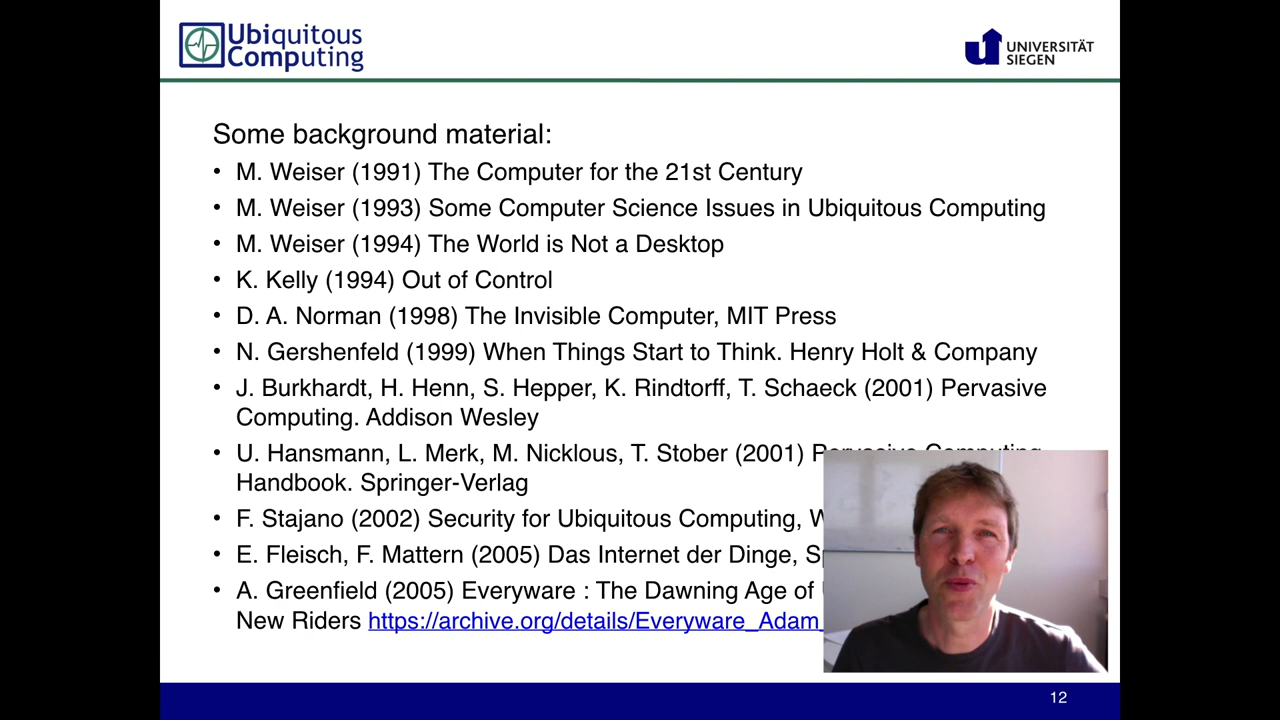 Ubiquitous
Computing
UNIVERSITÄT
SIEGEN
Some background material:
• M. Weiser (1991) The Computer for the 21st Century
• M. Weiser (1993) Some Computer Science Issues in Ubiquitous Computing
• M. Weiser (1994) The World is Not a Desktop
• K. Kelly (1994) Out of Control
• D. A. Norman (1998) The Invisible Computer, MIT Press
• N. Gershenfeld (1999) When Things Start to Think. Henry Holt & Company
• J. Burkhardt, H. Henn, S. Hepper, K. Rindtorff, T. Schaeck (2001) Pervasive
Computing. Addison Wesley
• U. Hansmann, L. Merk, M. Nicklous, T. Stober (2001) Pervasive Computing
Handbook. Springer-Verlag
• F. Stajano (2002) Security for Ubiquitous Computing,
• E. Fleisch, F. Mattern (2005) Das Internet der Dinge,
• A. Greenfield (2005) Everyware : The Dawning Age of
New Riders https://archive.org/details/Everyware_Adam_
12